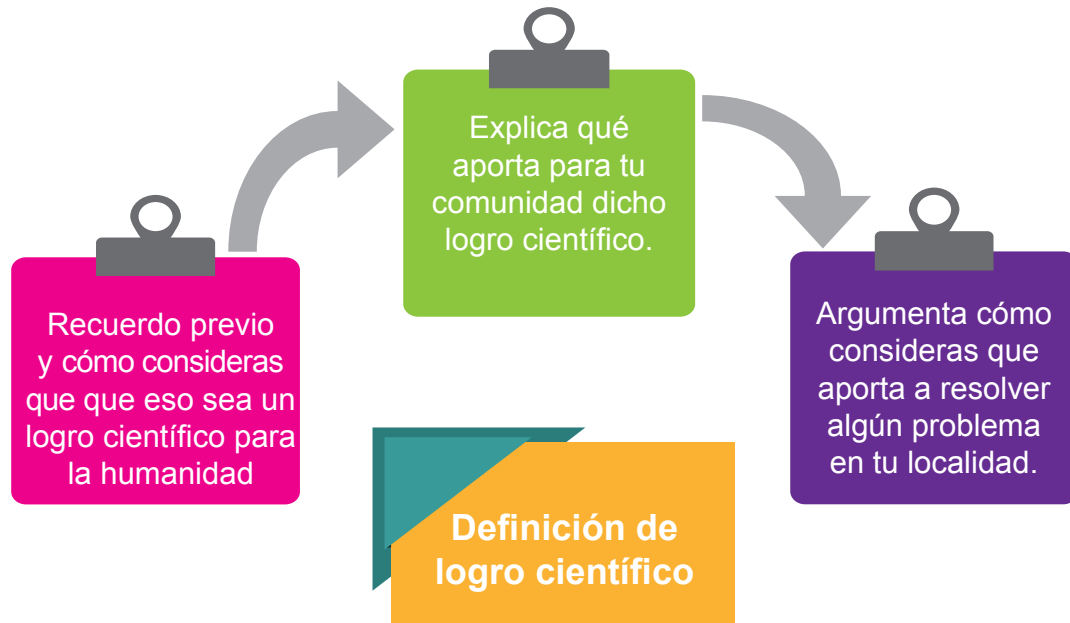 Recuerdo previo
y cómo consideras
que que eso sea un
logro científico para
la humanidad
Explica qué
aporta para tu
comunidad dicho
logro científico.
Argumenta cómo
consideras que
aporta a resolver
algún problema
en tu localidad.
Definición de
logro científico